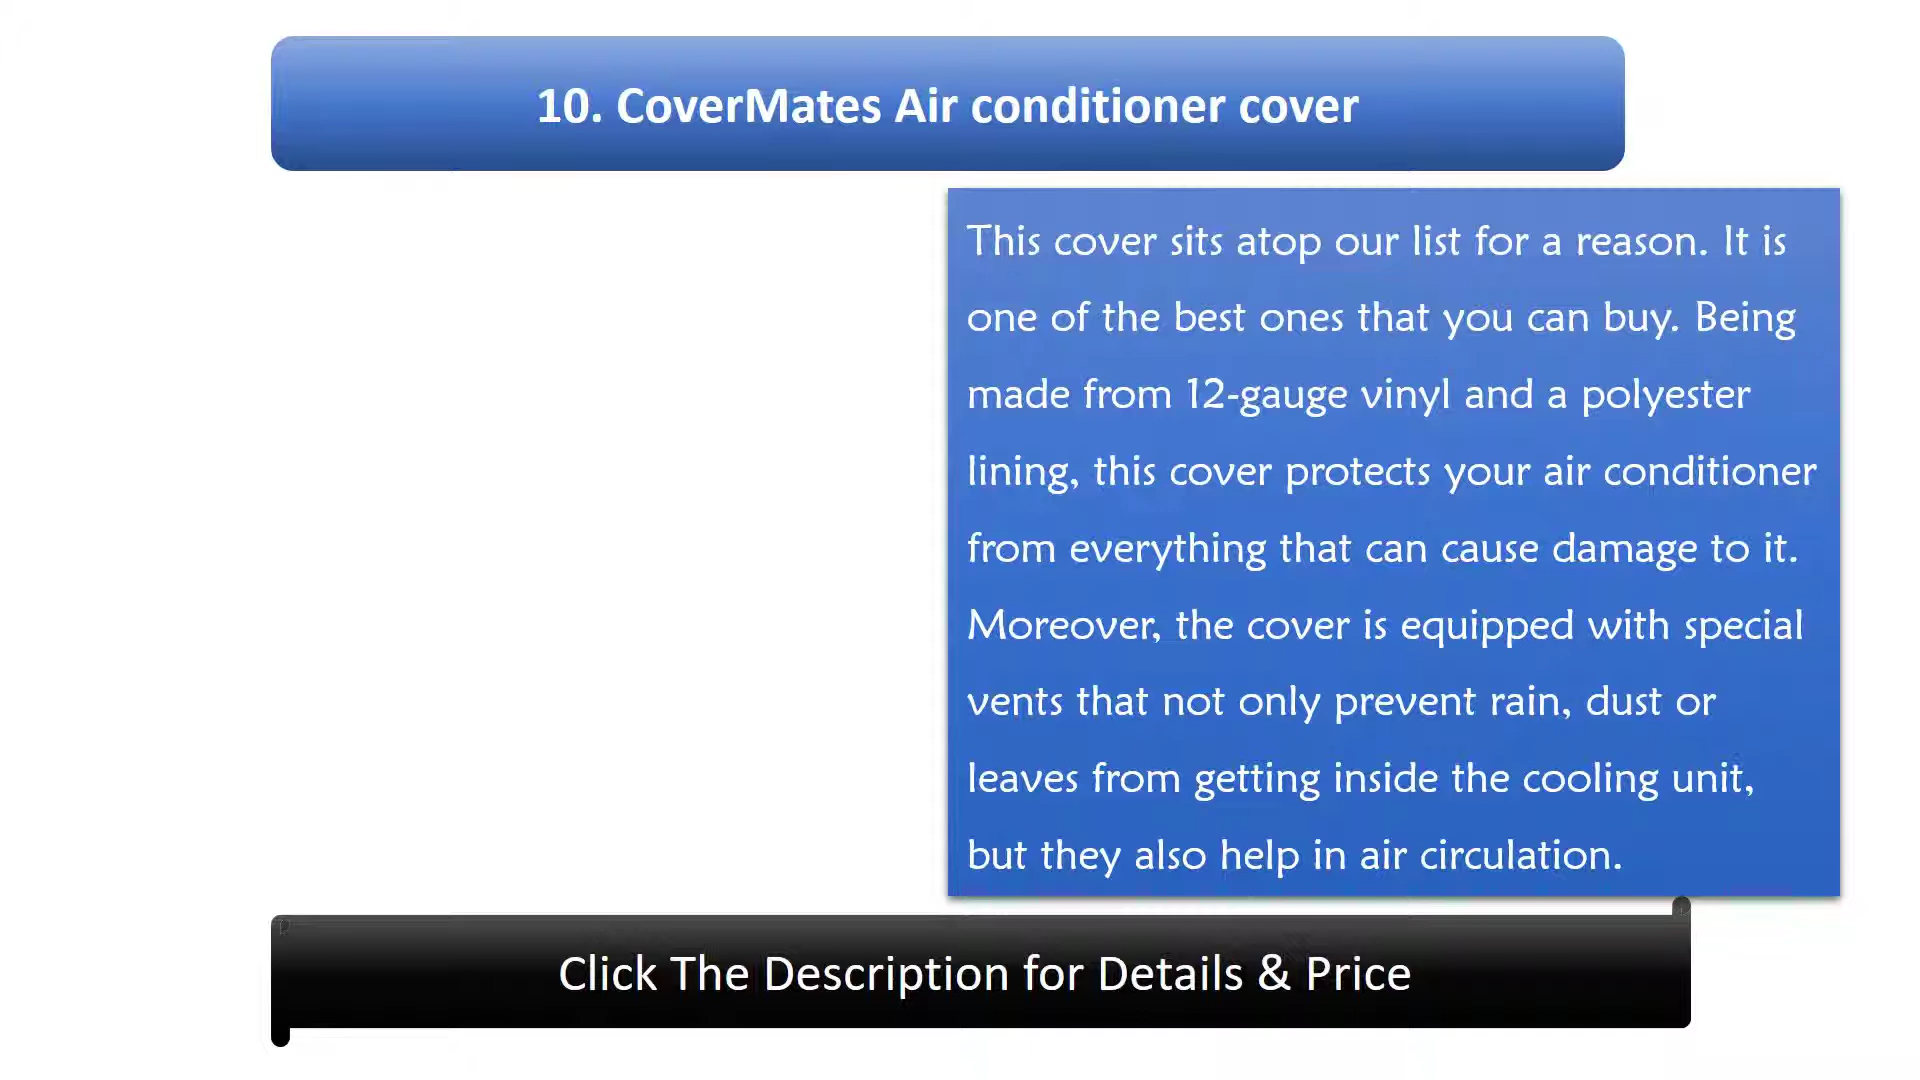 10. CoverMates Air conditioner cover
This cover sits atop our list for a reason. It is
one of the best ones that you can buy. Being
made from 12-gauge vinyl and a polyester
lining, this cover protects your air conditioner
from everything that can cause damage to it.
Moreover, the cover is equipped with special
vents that not only prevent rain, dust or
leaves from getting inside the cooling unit,
but they also help in air circulation.
Click The Description for Details & Price